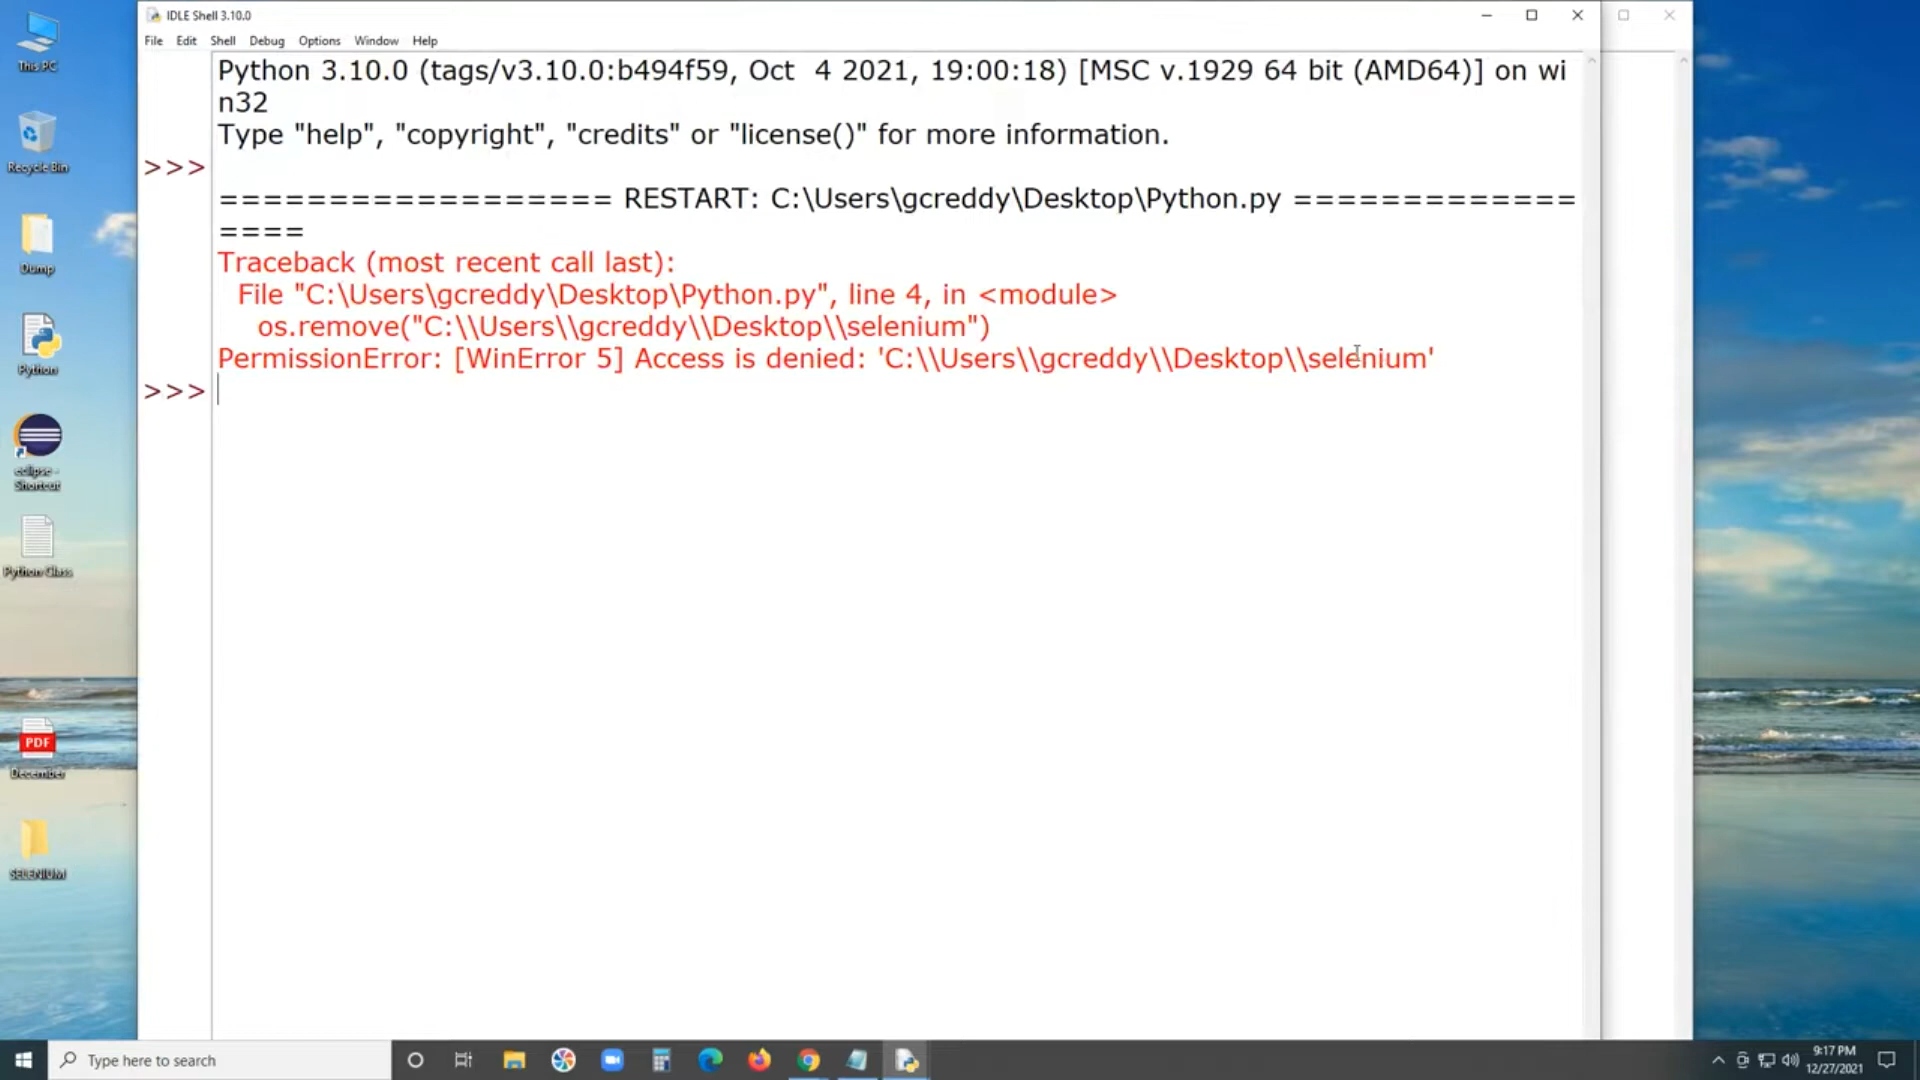 IDLE Shell 3.10.0
File Edit Shell Debug Options Window Help
Python 3.10.0 (tags/v3.10.0:b494f59, Oct  4 2021, 19:00:18) [MSC v.1929 64 bit (AMD64)] on wi
n32
Type "help", "copyright", "credits" or "license()" for more information.
>>>
================== RESTART: C:\Users\gcreddy\Desktop\Python.py =============
====
Traceback (most recent call last):
  File "C:\Users\gcreddy\Desktop\Python.py", line 4, in <module>
    os.remove("C:\\Users\\gcreddy\\Desktop\\selenium")
PermissionError: [WinError 5] Access is denied: 'C:\\Users\\gcreddy\\Desktop\\selenium'
>>>
This PC
Recycle Bin
Dump
Python
eclipse -
Shortcut
Python Class
PDF
December
SELENIUM
Type here to search
9:17 PM
12/27/2021